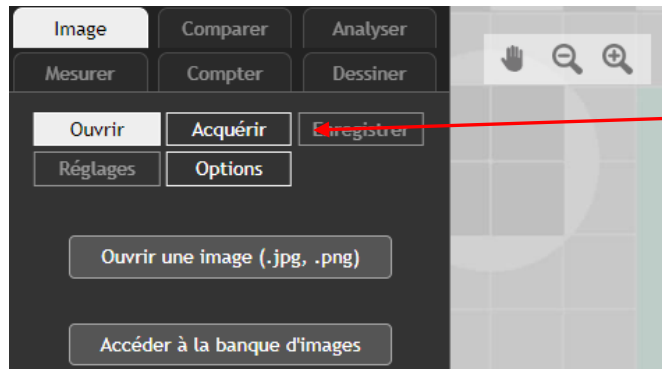 Image Comparer Analyser
Mesurer Compter Dessiner
Ouvrir Acquérir Enregistrer
Réglages Options
Ouvrir une image (.jpg, .png)
Accéder à la banque d'images